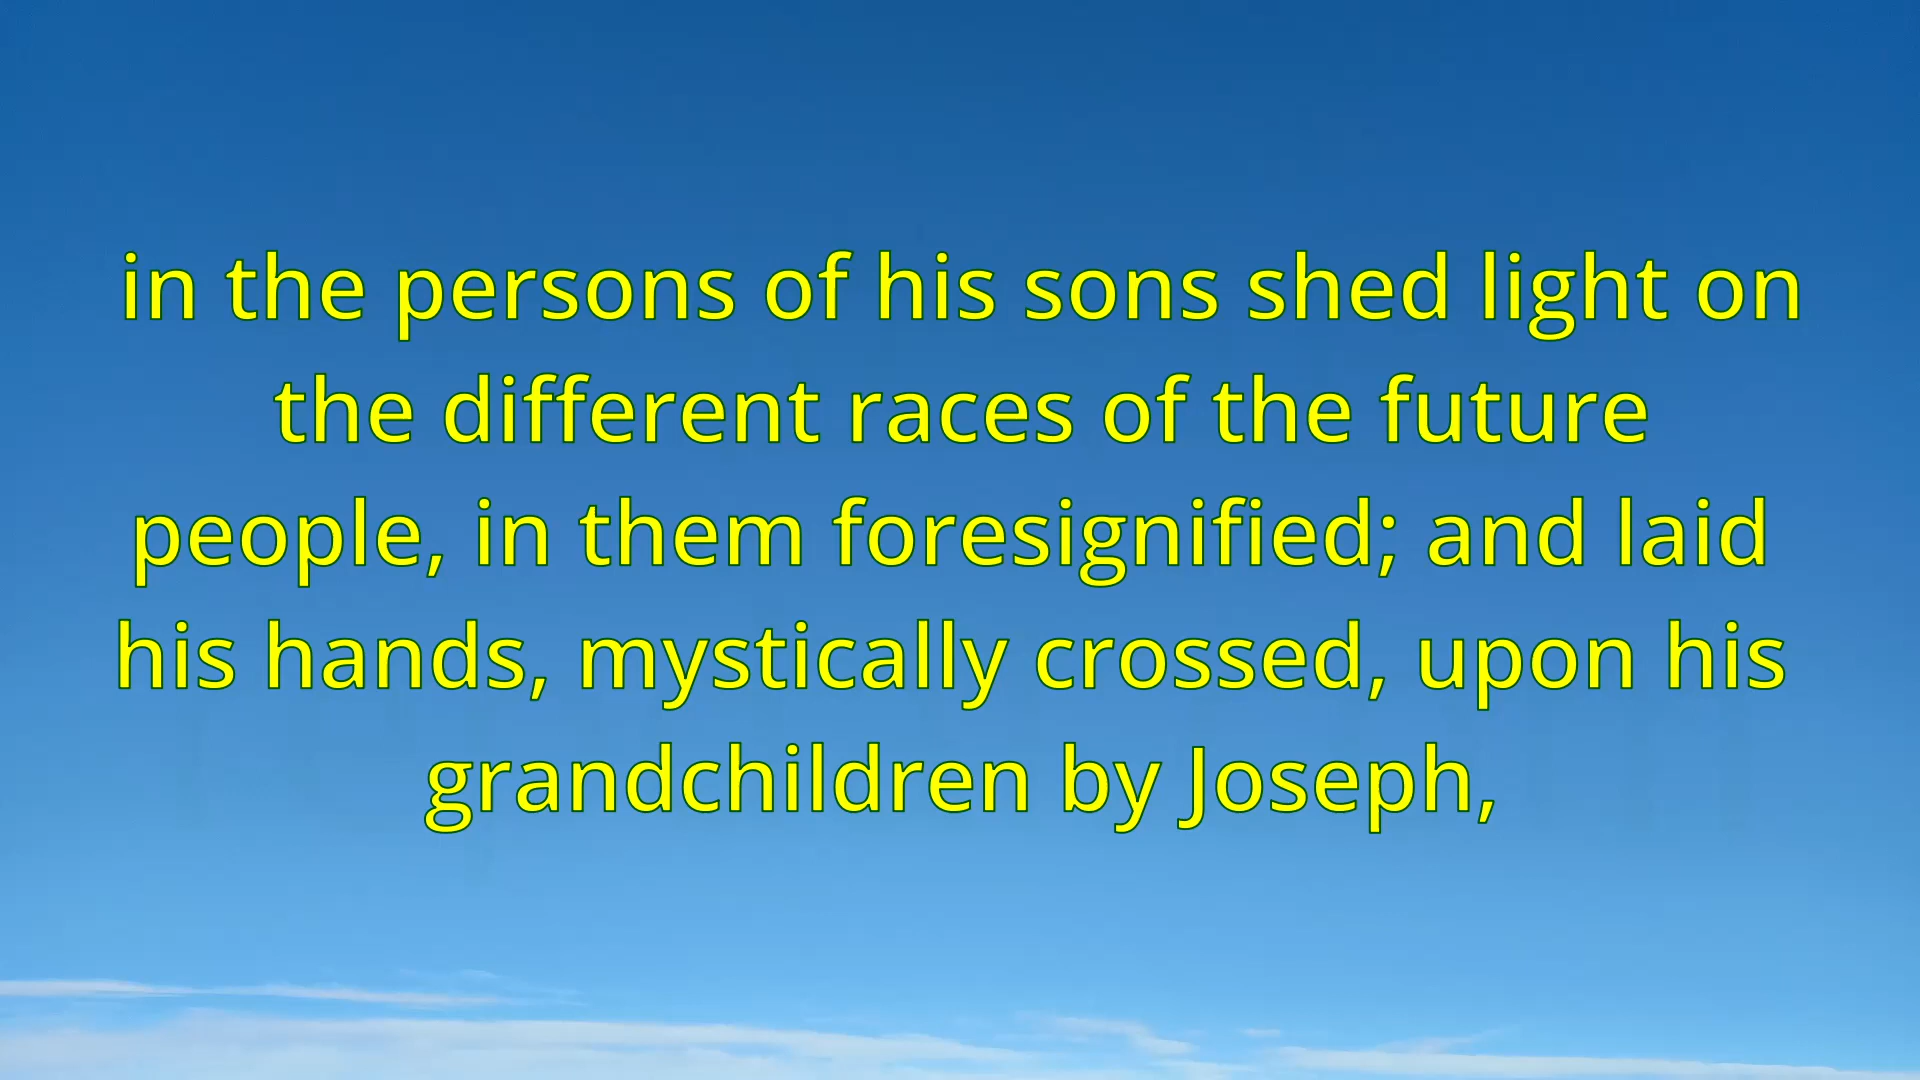 in the persons of his sons shed light on
the different races of the future
people, in them foresignified; and laid
his hands, mystically crossed, upon his
grandchildren by Joseph,